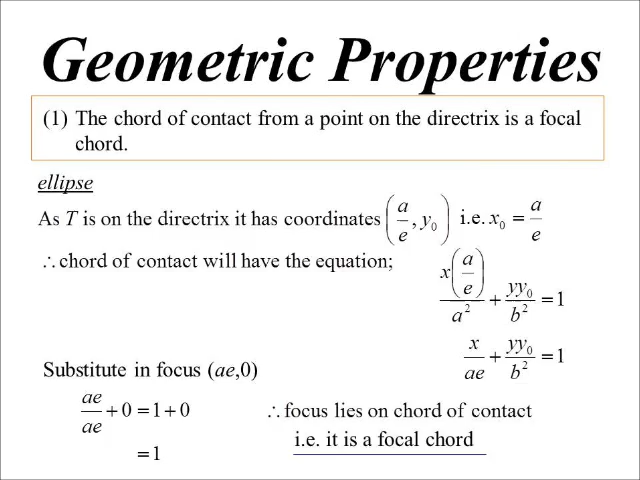 Geometric Properties
(1) The chord of contact from a point on the directrix is a focal
chord.
ellipse
As T is on the directrix it has coordinates (a/e, y₀) i.e. x₀ = a/e
∴ chord of contact will have the equation;
x(a/e)/a² + yy₀/b² = 1
x/ae + yy₀/b² = 1
Substitute in focus (ae,0)
ae/ae + 0 = 1 + 0
= 1
∴ focus lies on chord of contact
i.e. it is a focal chord